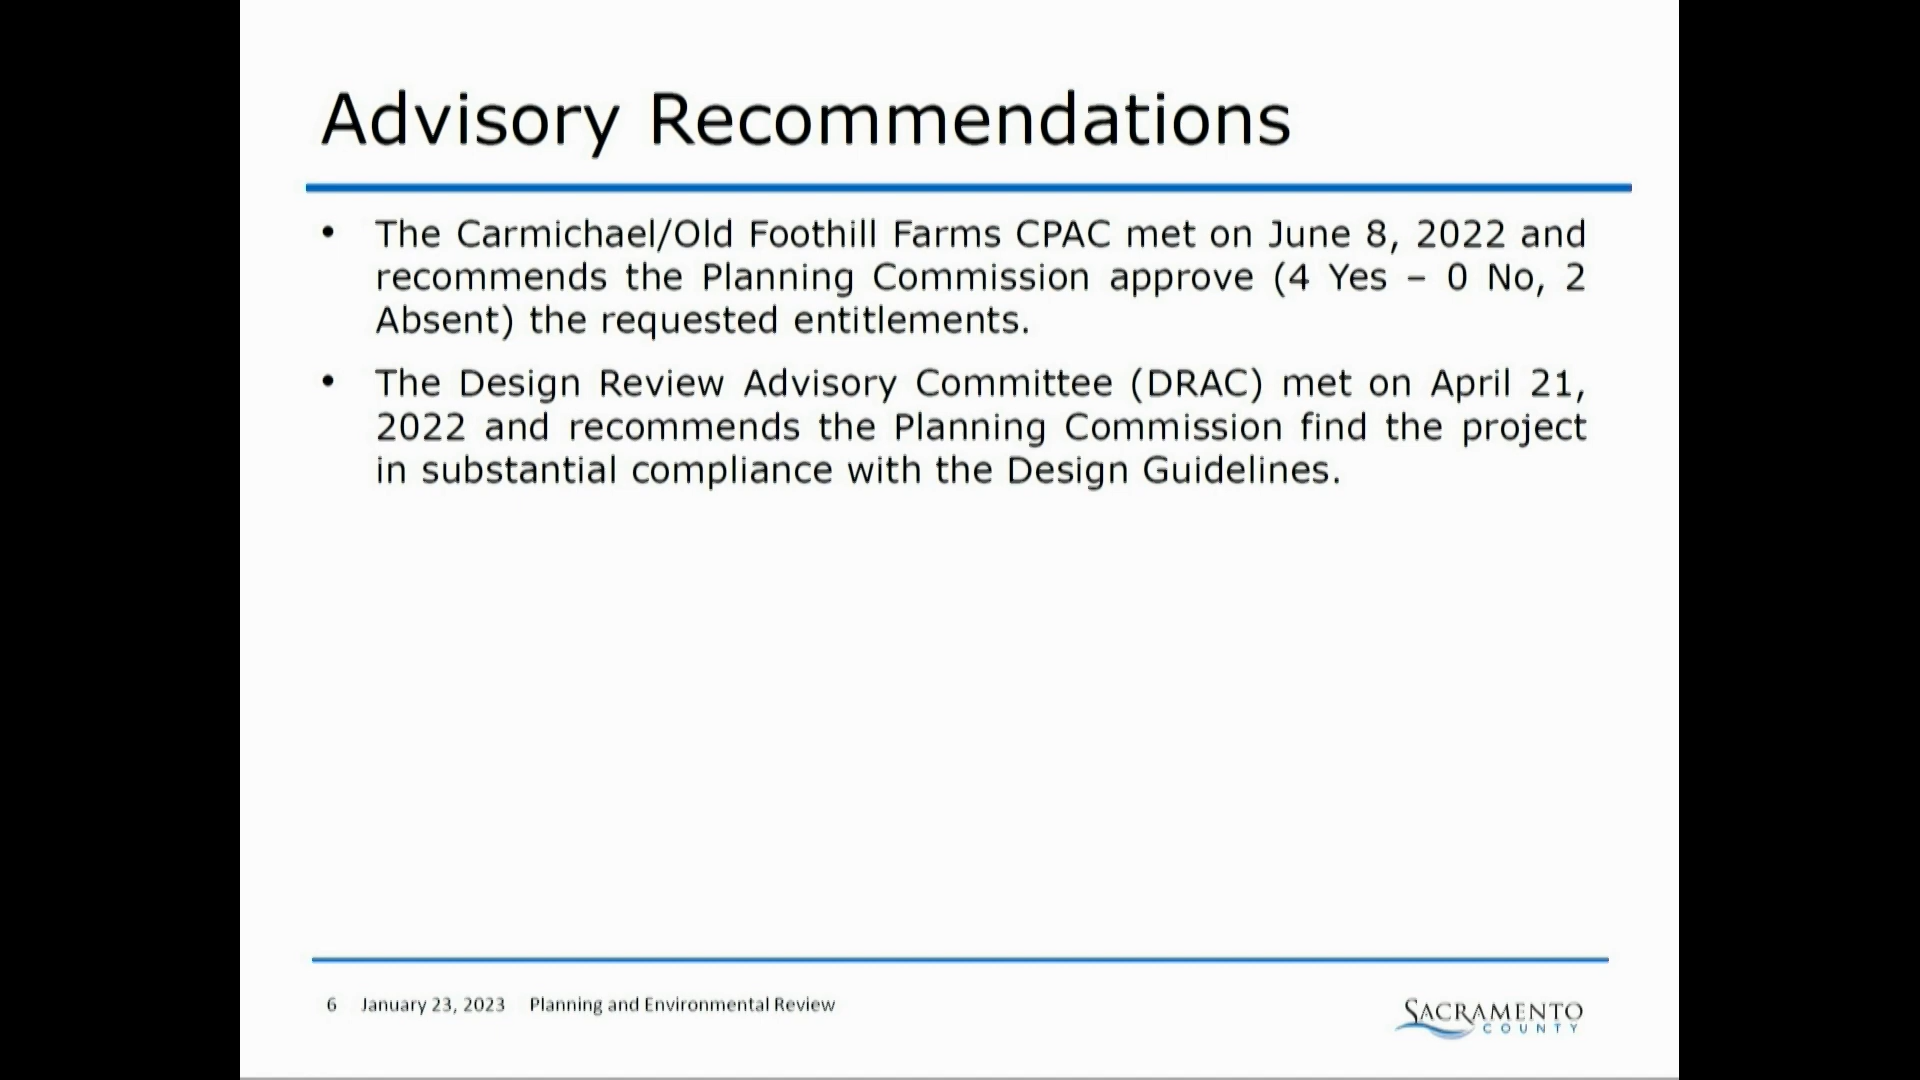 Advisory Recommendations
• The Carmichael/Old Foothill Farms CPAC met on June 8, 2022 and
recommends the Planning Commission approve (4 Yes – 0 No, 2
Absent) the requested entitlements.
• The Design Review Advisory Committee (DRAC) met on April 21,
2022 and recommends the Planning Commission find the project
in substantial compliance with the Design Guidelines.
6 January 23, 2023 Planning and Environmental Review
SACRAMENTO
COUNTY